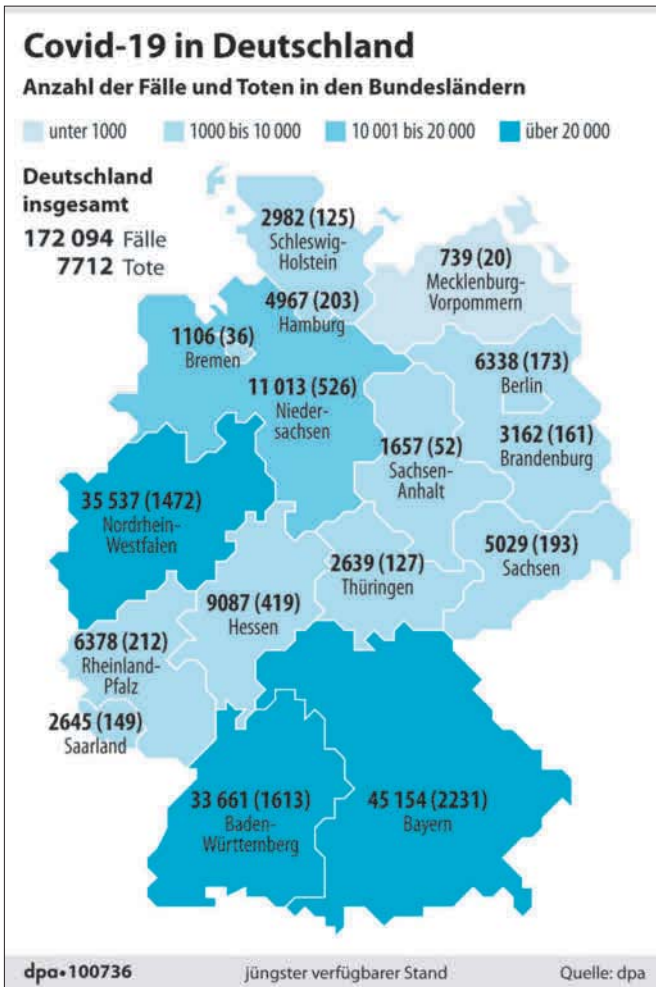 Covid-19 in Deutschland
Anzahl der Fälle und Toten in den Bundesländern
unter 1000 1000 bis 10 000 10 001 bis 20 000 über 20 000
Deutschland
insgesamt
172 094 Fälle
7712 Tote
2982 (125)
Schleswig-
Holstein
739 (20)
Mecklenburg-
Vorpommern
4967 (203)
Hamburg
1106 (36)
Bremen
6338 (173)
Berlin
11 013 (526)
Nieder-
sachsen
1657 (52)
Sachsen-
Anhalt
3162 (161)
Brandenburg
35 537 (1472)
Nordrhein-
Westfalen
2639 (127)
Thüringen
5029 (193)
Sachsen
9087 (419)
Hessen
6378 (212)
Rheinland-
Pfalz
2645 (149)
Saarland
33 661 (1613)
Baden-
Württemberg
45 154 (2231)
Bayern
dpa•100736 jüngster verfügbarer Stand Quelle: dpa